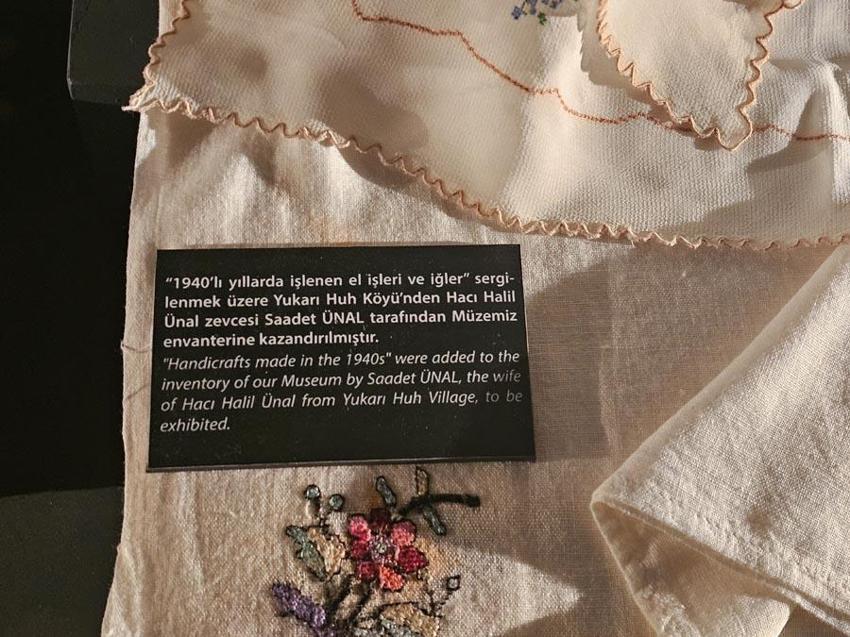 “1940’lı yıllarda işlenen el işleri ve iğler” sergi-
lenmek üzere Yukarı Huh Köyü’nden Hacı Halil
Ünal zevcesi Saadet ÜNAL tarafından Müzemiz
envanterine kazandırılmıştır.
"Handicrafts made in the 1940s" were added to the
inventory of our Museum by Saadet ÜNAL, the wife
of Hacı Halil Ünal from Yukarı Huh Village, to be
exhibited.